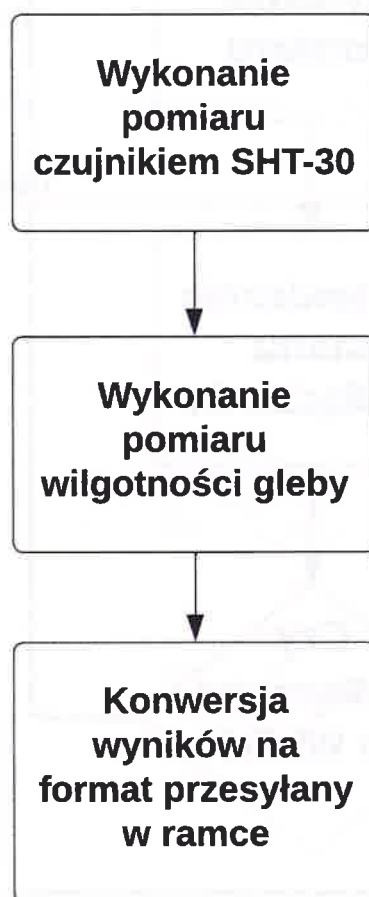 Wykonanie
pomiaru
czujnikiem SHT-30
Wykonanie
pomiaru
wilgotności gleby
Konwersja
wyników na
format przesyłany
w ramce